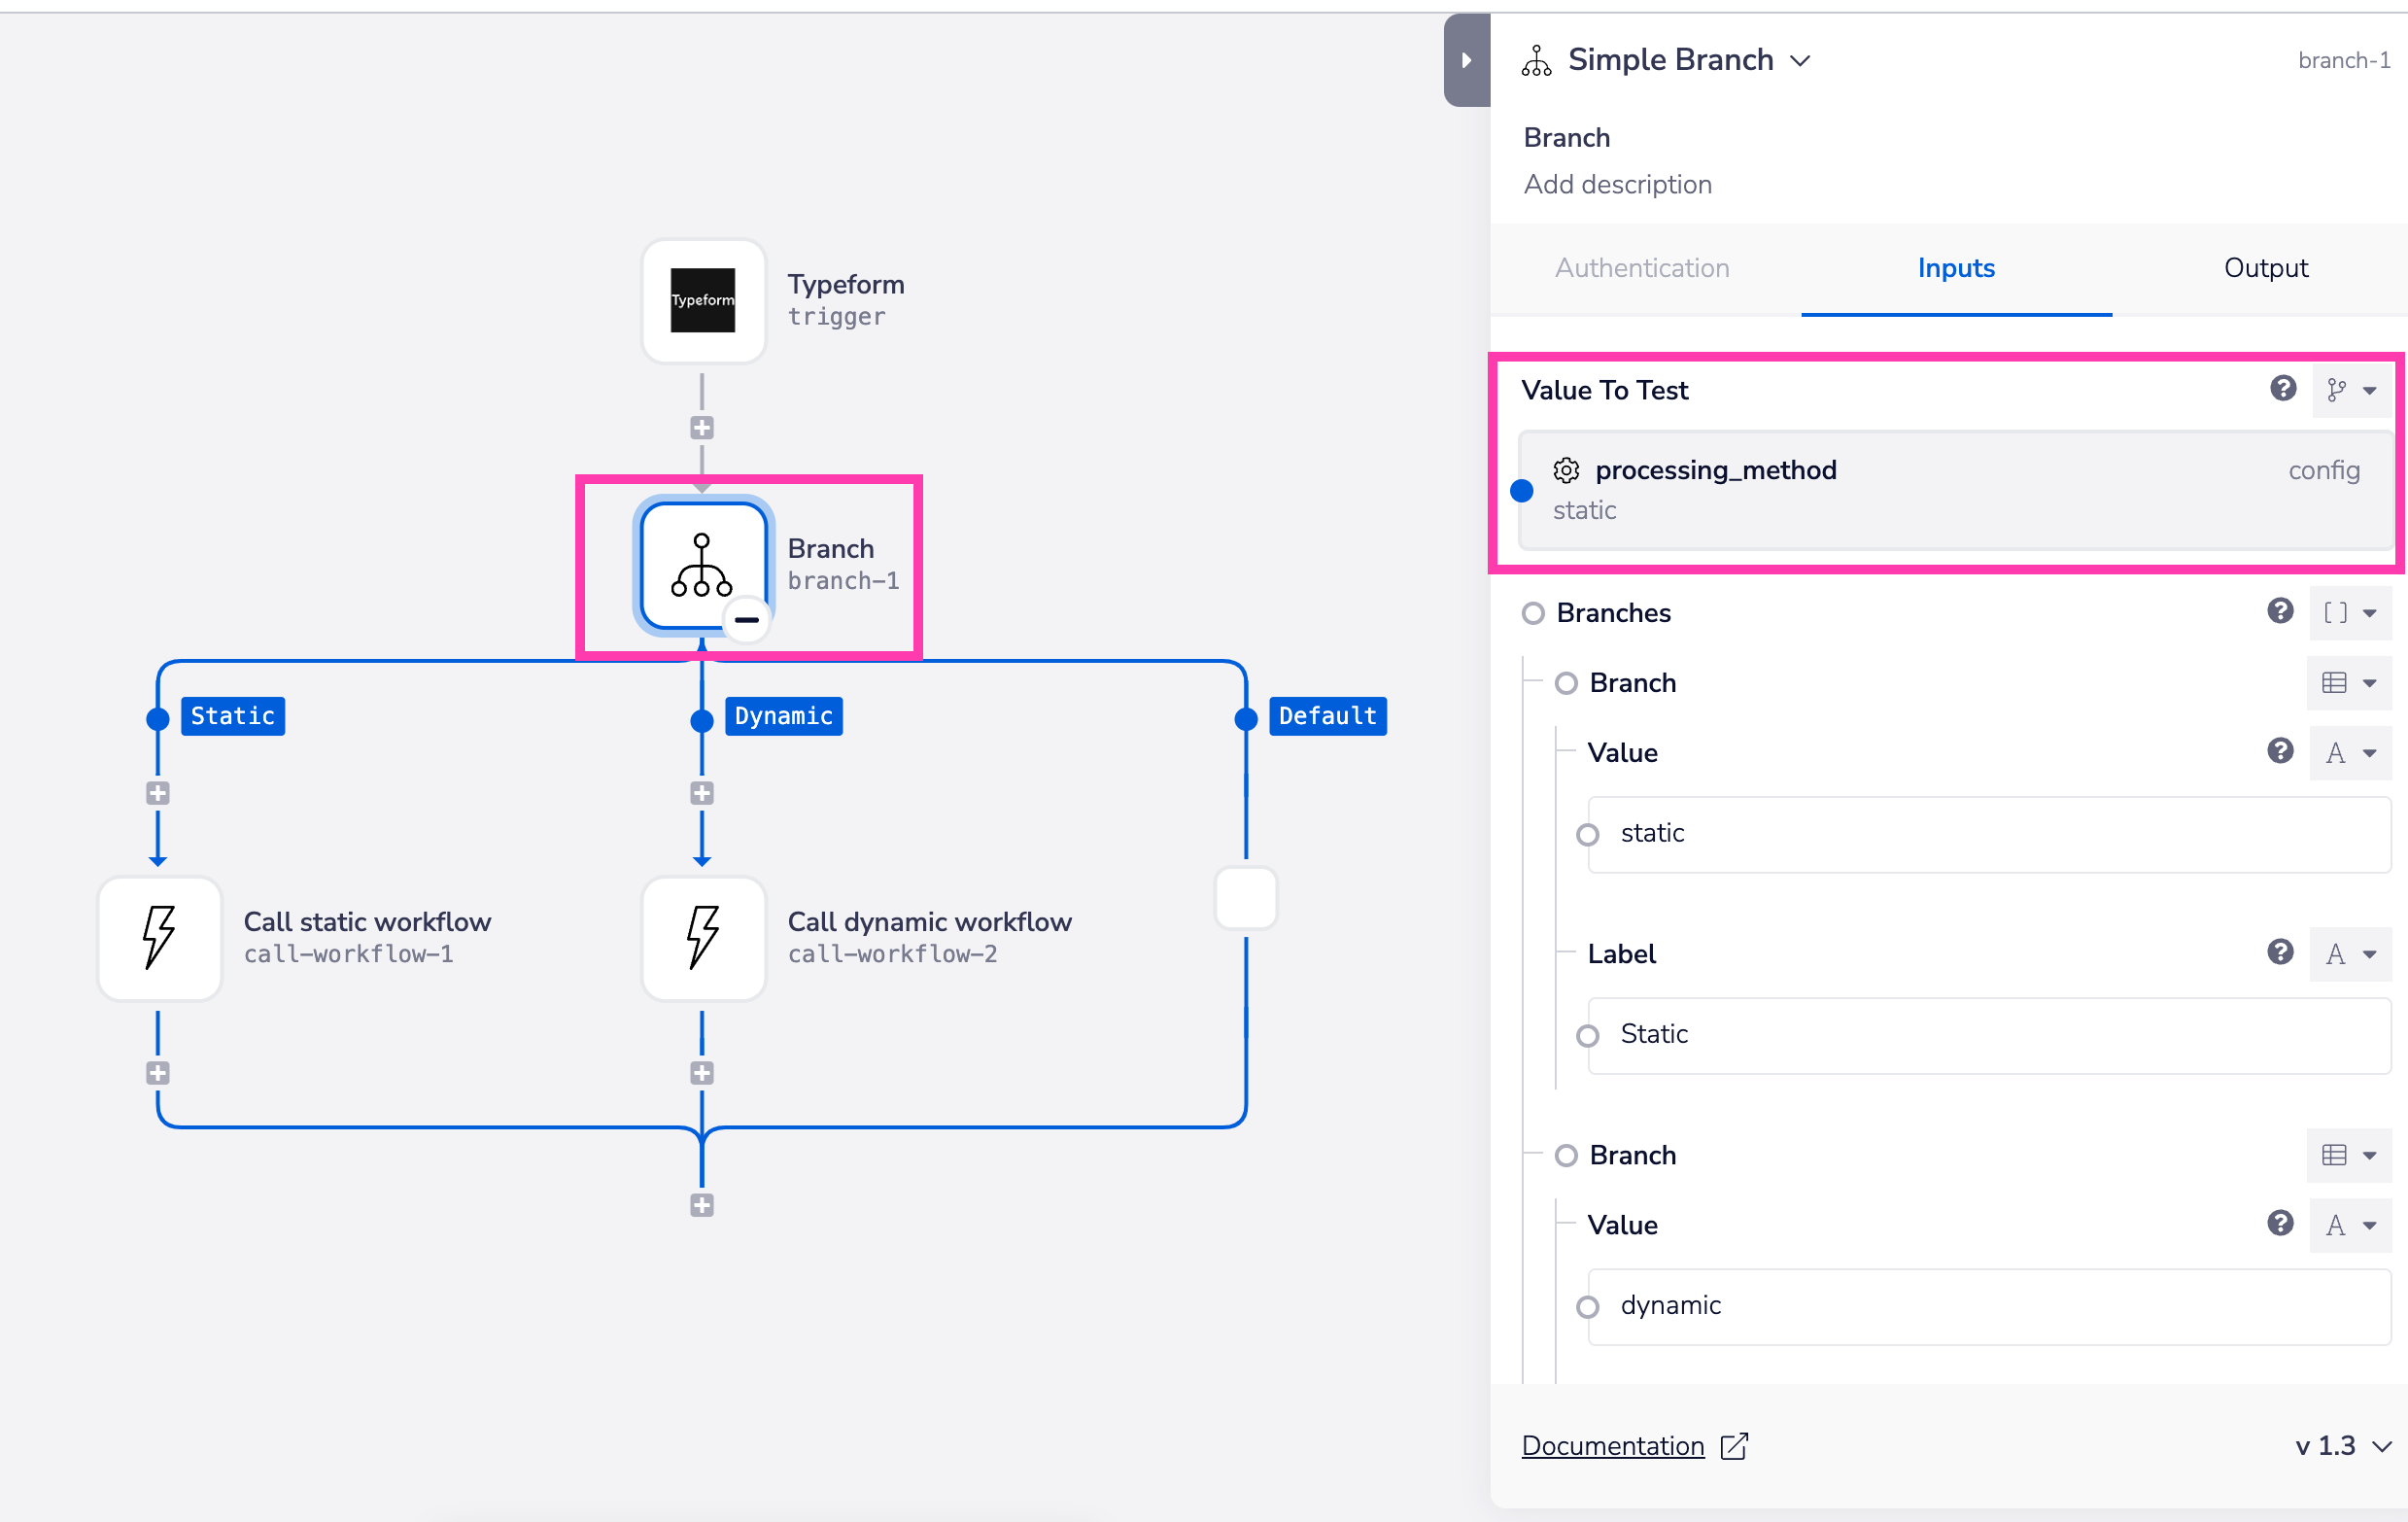 Typeform
Typeform
trigger
Branch
branch-1
Static
Dynamic
Default
Call static workflow
call-workflow-1
Call dynamic workflow
call-workflow-2
Simple Branch
branch-1
Branch
Add description
Authentication
Inputs
Output
Value To Test
processing_method
config
static
Branches
[ ]
Branch
Value
A
static
Label
A
Static
Branch
Value
A
dynamic
Documentation
v 1.3